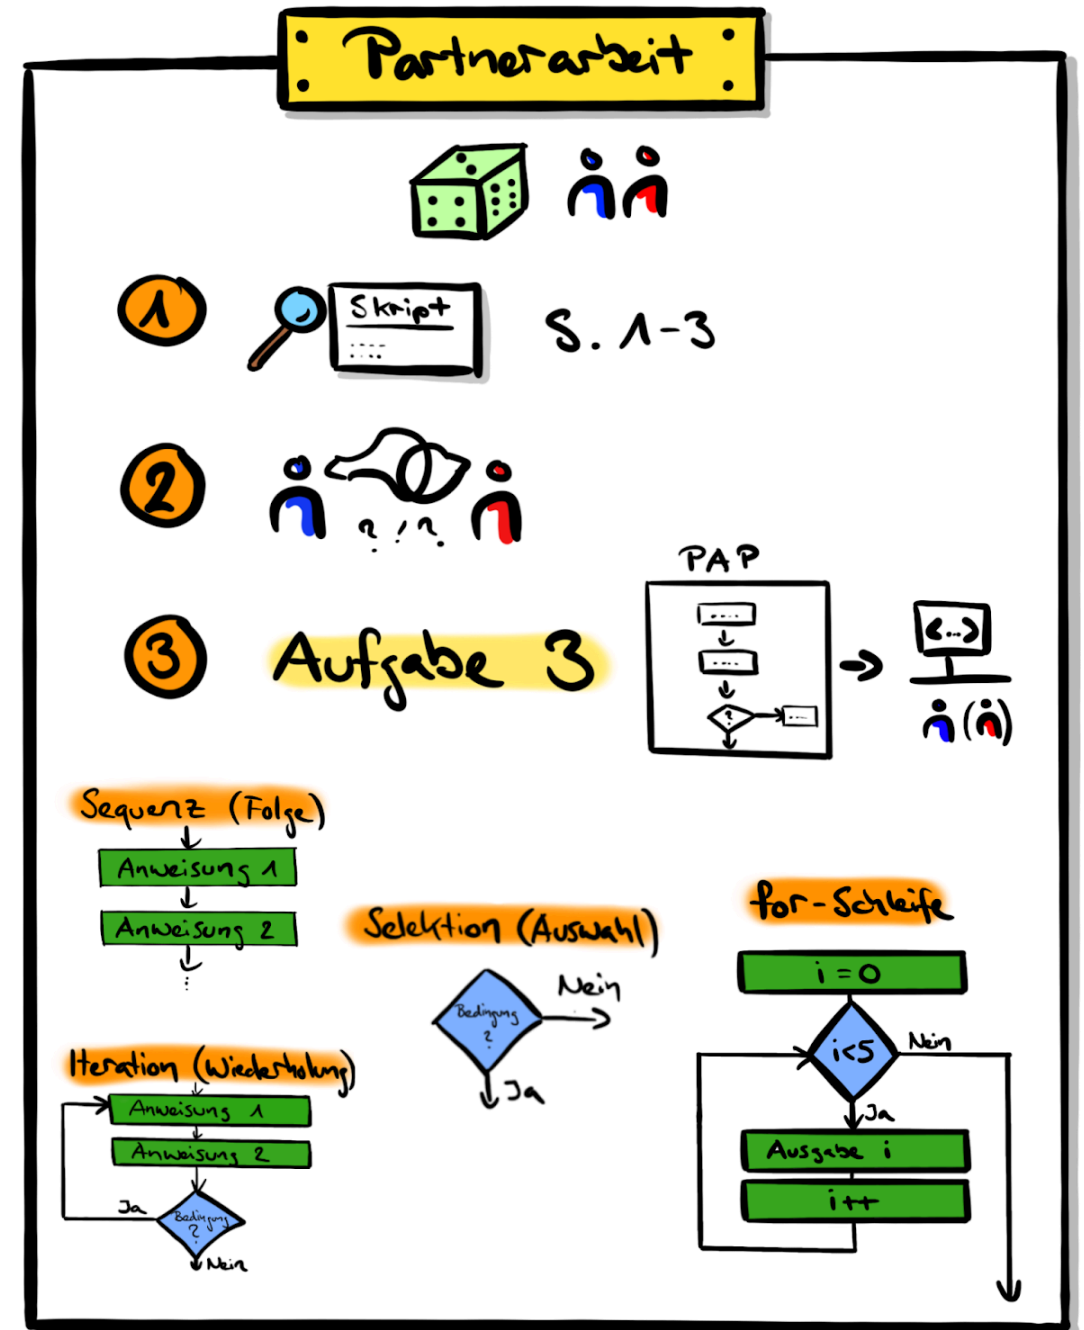 Partnerarbeit
1
Skript
S. 1-3
2
? ! ?
3
Aufgabe 3
PAP
?
<...>
( )
Sequenz (Folge)
Anweisung 1
Anweisung 2
...
Selektion (Auswahl)
Bedingung
?
Nein
Ja
for-Schleife
i = 0
i<5
Nein
Ja
Ausgabe i
i++
Iteration (Wiederholung)
Anweisung 1
Anweisung 2
Ja
Bedingung
?
Nein